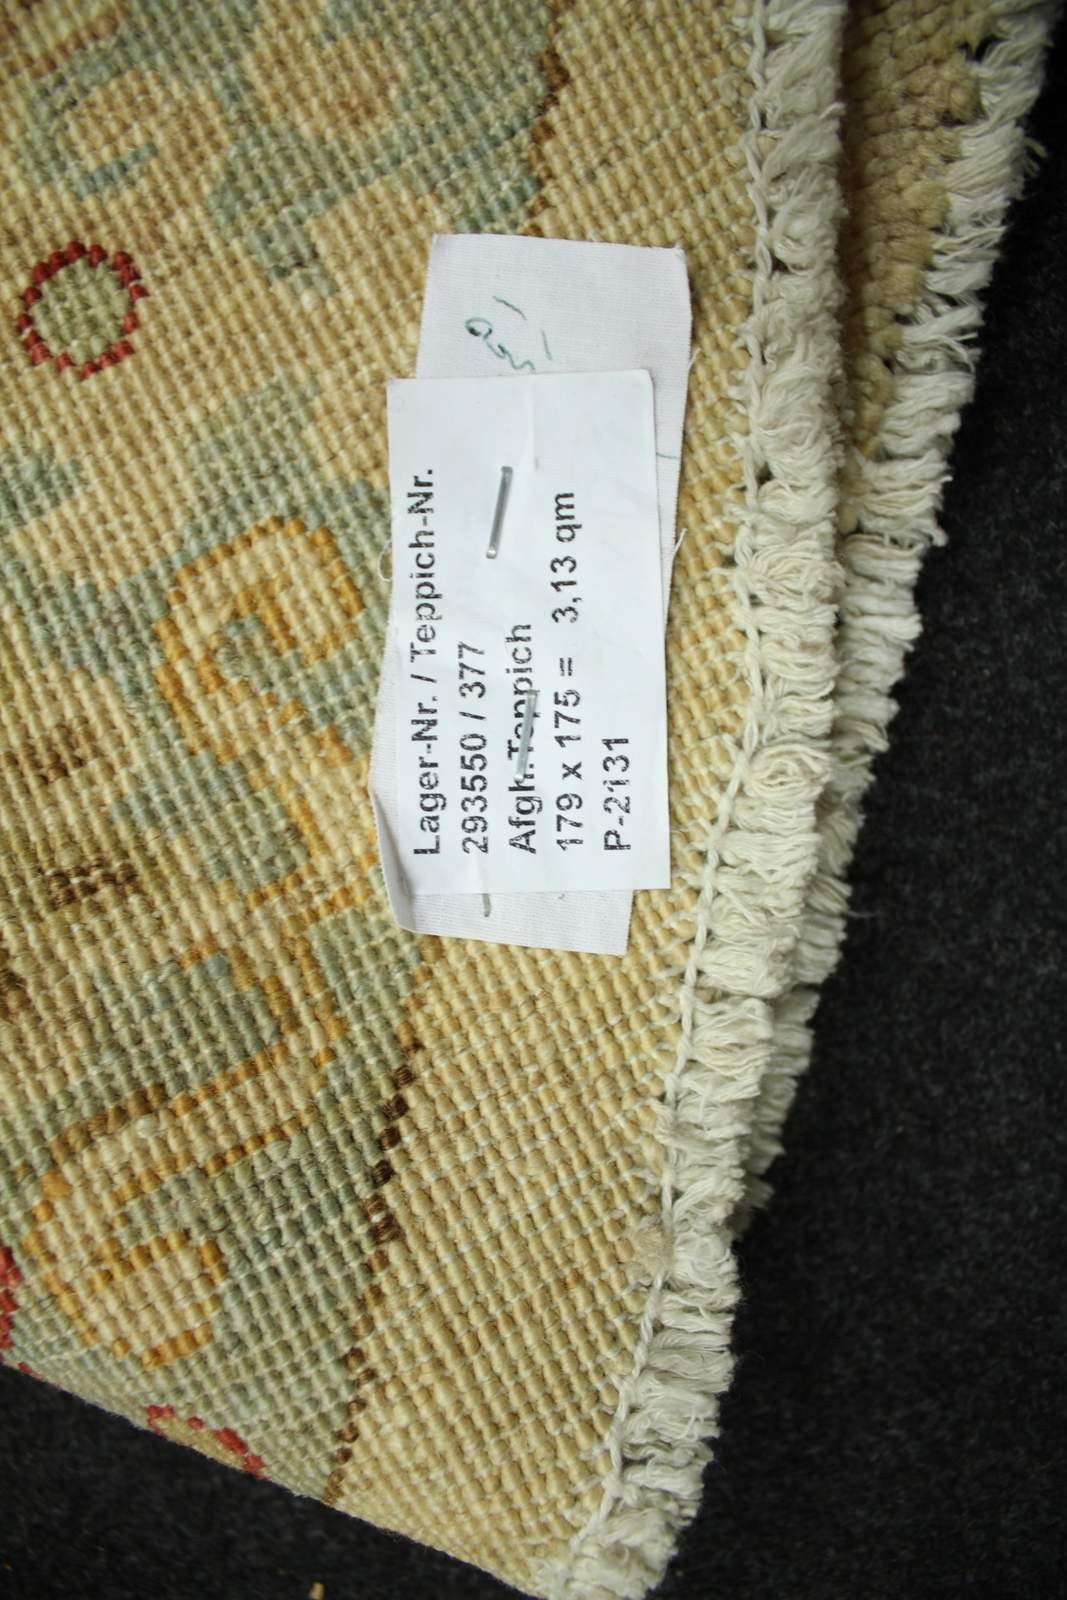 Lager-Nr. / Teppich-Nr.
293550 / 377
Afgh.Teppich
179 x 175 = 3,13 qm
P-2131